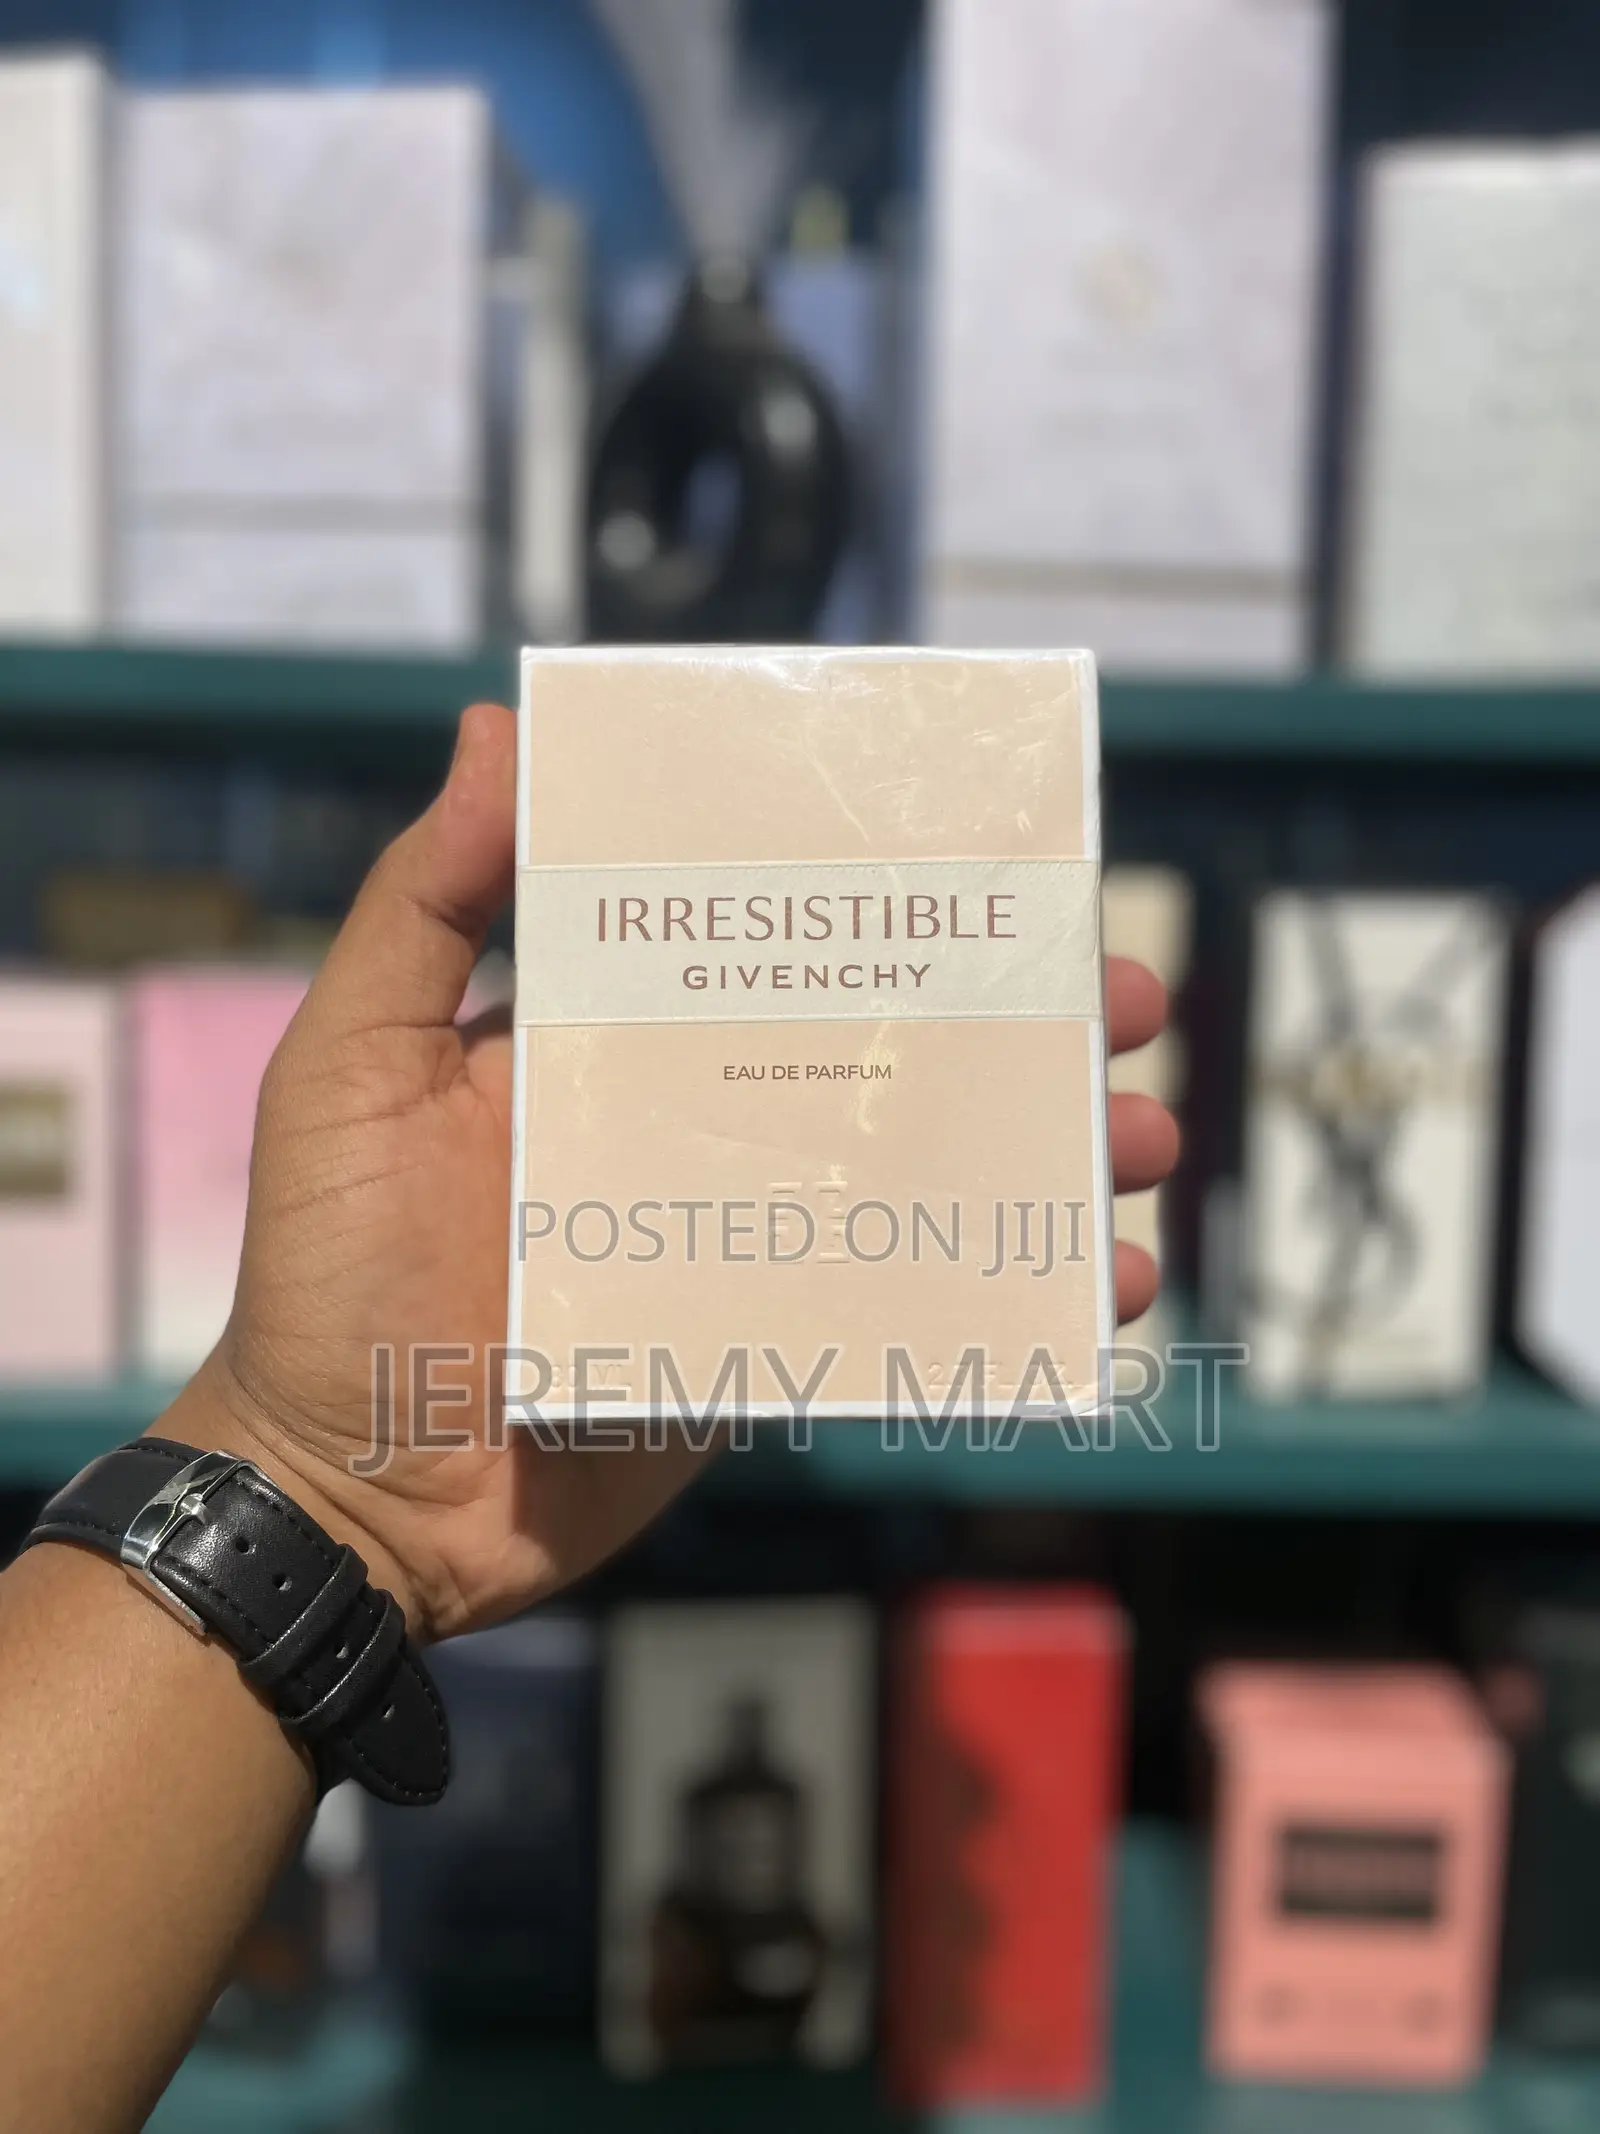 IRRESISTIBLE
GIVENCHY
EAU DE PARFUM
POSTED ON JIJI
JEREMY MART